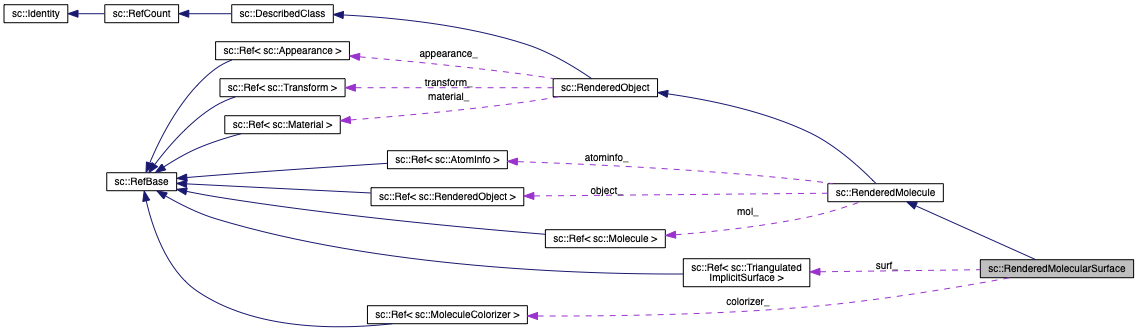 sc::Identity
sc::RefCount
sc::DescribedClass
sc::Ref< sc::Appearance >
appearance_
sc::Ref< sc::Transform >
transform_
sc::RenderedObject
material_
sc::Ref< sc::Material >
sc::Ref< sc::AtomInfo >
atominfo_
sc::RefBase
sc::Ref< sc::RenderedObject >
object_
sc::RenderedMolecule
mol_
sc::Ref< sc::Molecule >
sc::Ref< sc::Triangulated
ImplicitSurface >
surf_
sc::RenderedMolecularSurface
colorizer_
sc::Ref< sc::MoleculeColorizer >